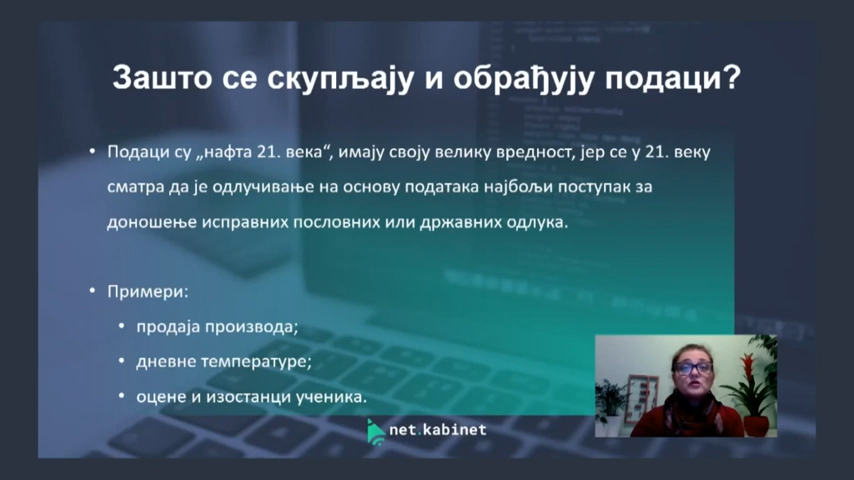 Зашто се скупљају и обрађују подаци?
• Подаци су „нафта 21. века“, имају своју велику вредност, јер се у 21. веку
сматра да је одлучивање на основу података најбољи поступак за
доношење исправних пословних или државних одлука.
• Примери:
• продаја производа;
• дневне температуре;
• оцене и изостанци ученика.
net.kabinet